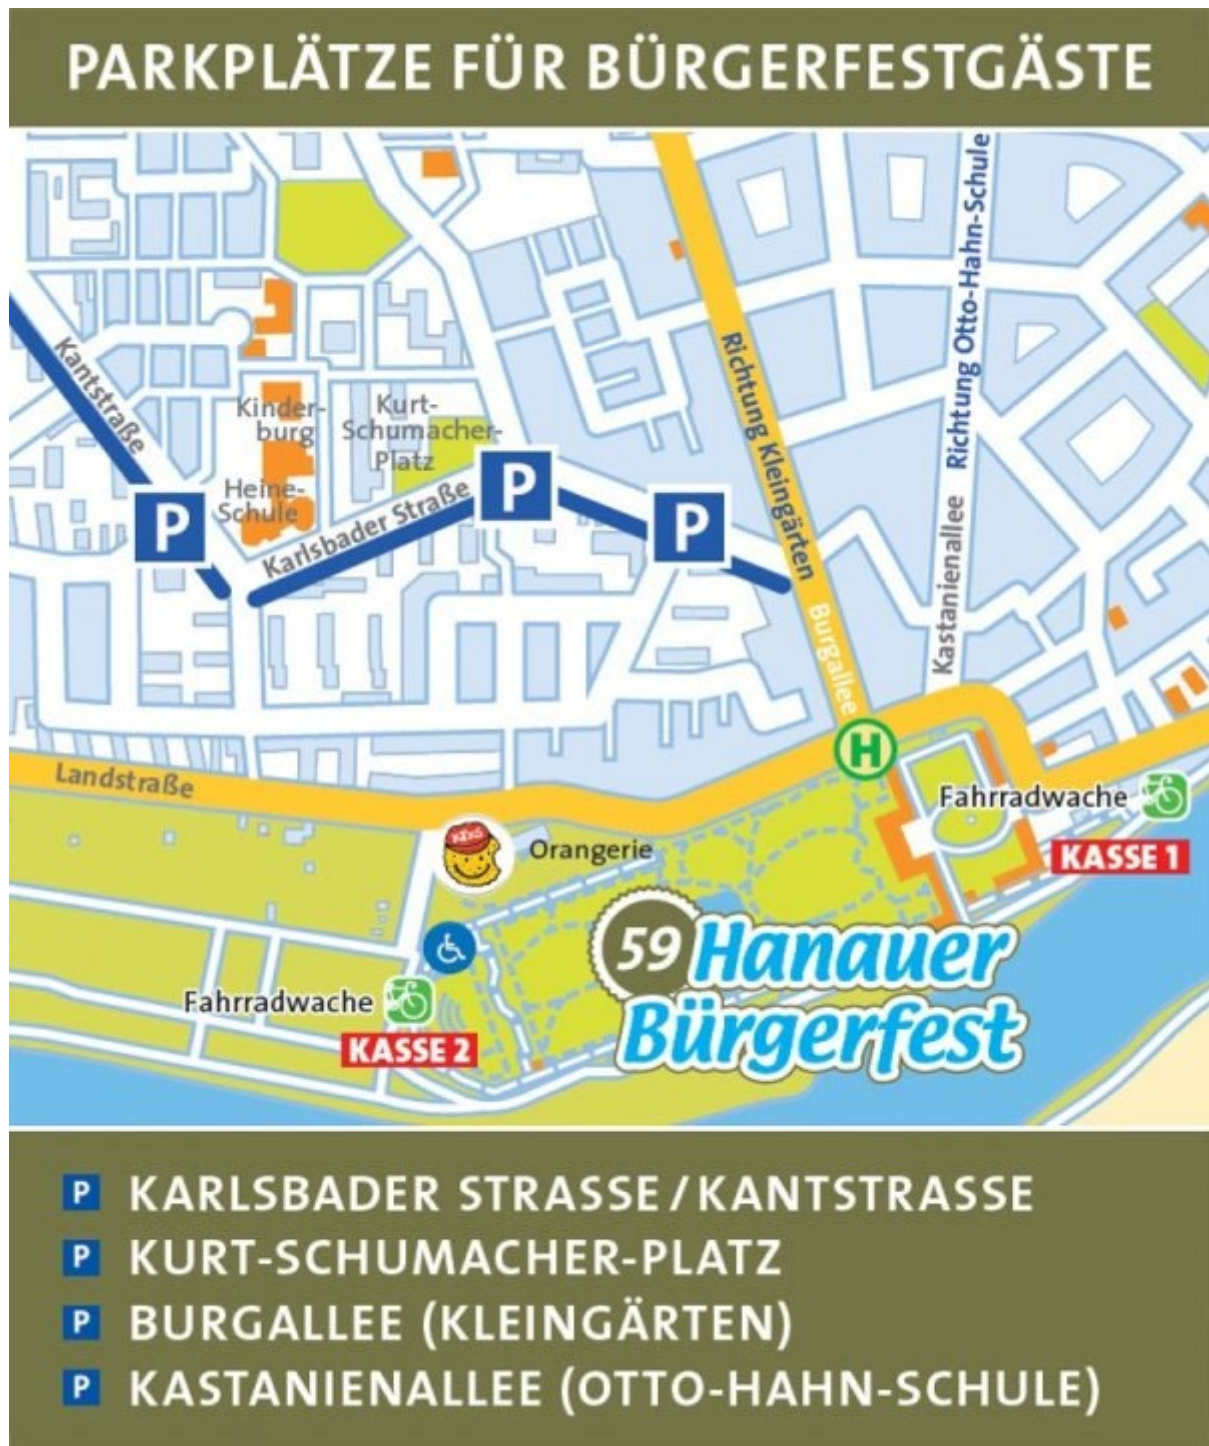 PARKPLÄTZE FÜR BÜRGERFESTGÄSTE
Richtung Otto-Hahn-Schule
Kastanienallee
Richtung Kleingärten
Burgallee
Kantstraße
Kinder-
burg
Kurt-
Schumacher-
Platz
Heine-
Schule
Karlsbader Straße
P
P
P
H
Landstraße
Fahrradwache
KASSE 1
KEKS
Orangerie
59 Hanauer
Bürgerfest
Fahrradwache
KASSE 2
P KARLSBADER STRASSE / KANTSTRASSE
P KURT-SCHUMACHER-PLATZ
P BURGALLEE (KLEINGÄRTEN)
P KASTANIENALLEE (OTTO-HAHN-SCHULE)